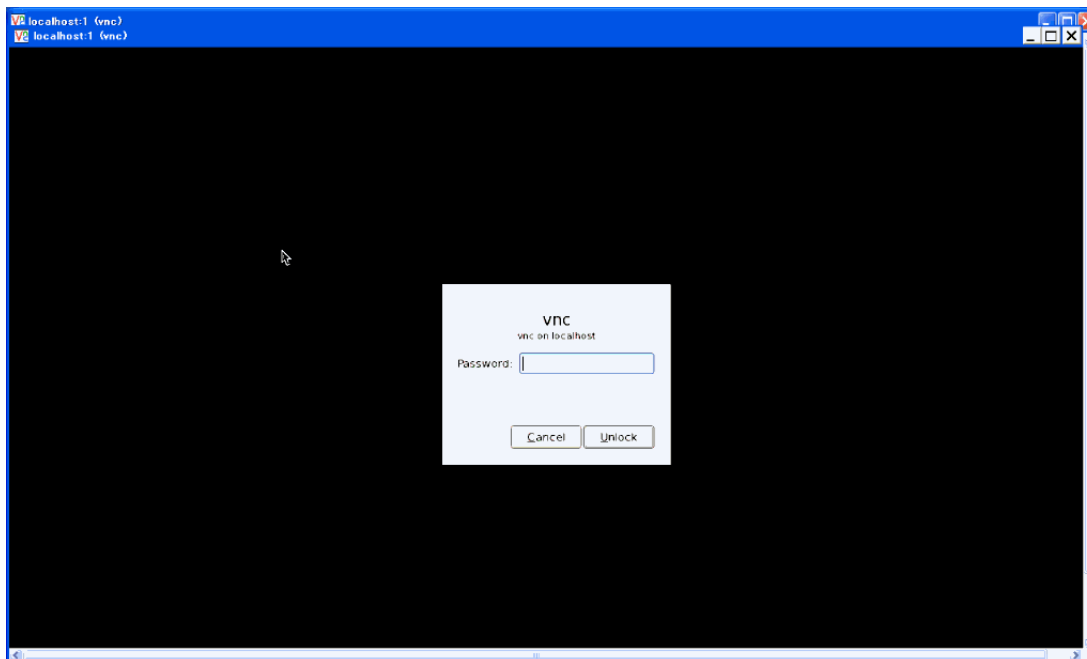 localhost:1 (vnc)
localhost:1 (vnc)
vnc
vnc on localhost
Password:
Cancel Unlock